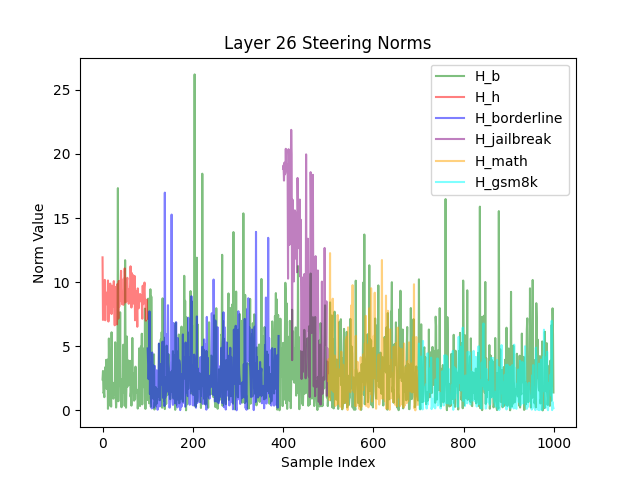 Layer 26 Steering Norms
Norm Value
25
20
15
10
5
0
H_b
H_h
H_borderline
H_jailbreak
H_math
H_gsm8k
0
200
400
600
800
1000
Sample Index